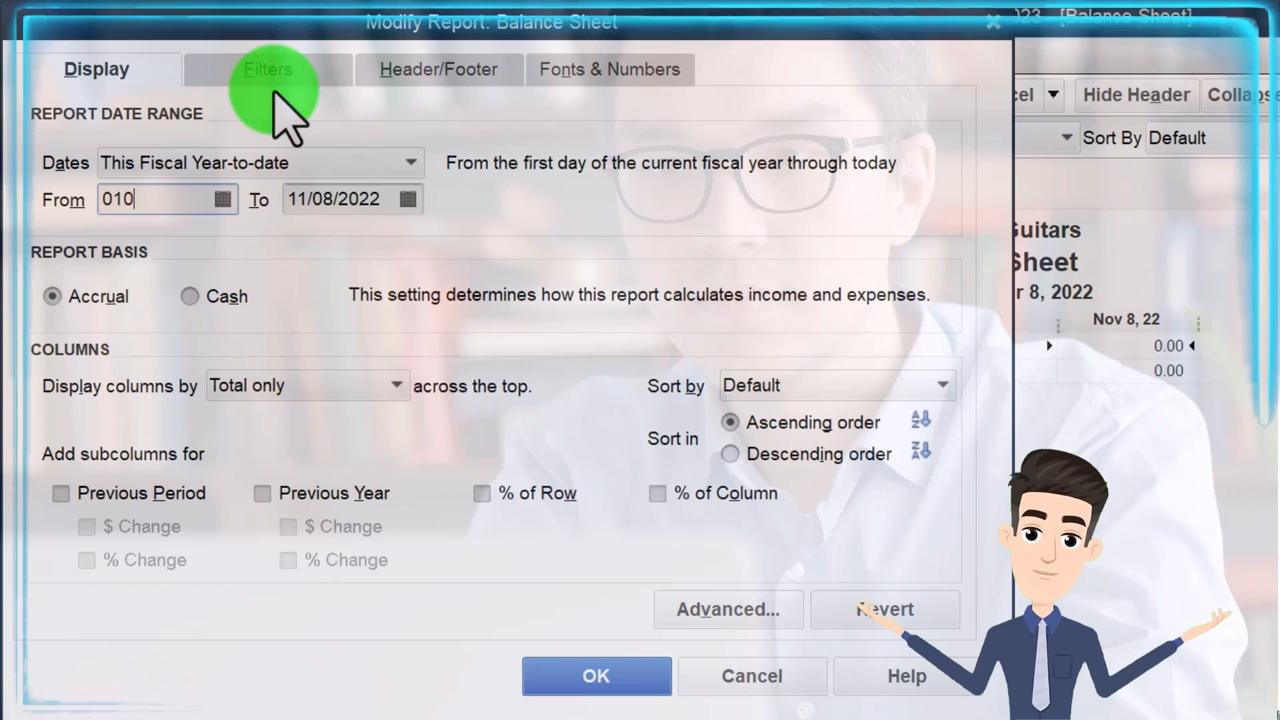 Modify Report: Balance Sheet
[Balance Sheet]
Display Filters Header/Footer Fonts & Numbers
Hide Header
REPORT DATE RANGE
Sort By Default
Dates This Fiscal Year-to-date From the first day of the current fiscal year through today
From 010 To 11/08/2022
Guitars
REPORT BASIS
Sheet
Accrual Cash This setting determines how this report calculates income and expenses.
r 8, 2022
Nov 8, 22
0.00
0.00
COLUMNS
Display columns by Total only across the top. Sort by Default
Sort in Ascending order
Descending order
Add subcolumns for
Previous Period Previous Year % of Row % of Column
$ Change $ Change
% Change % Change
Advanced... Revert
OK Cancel Help